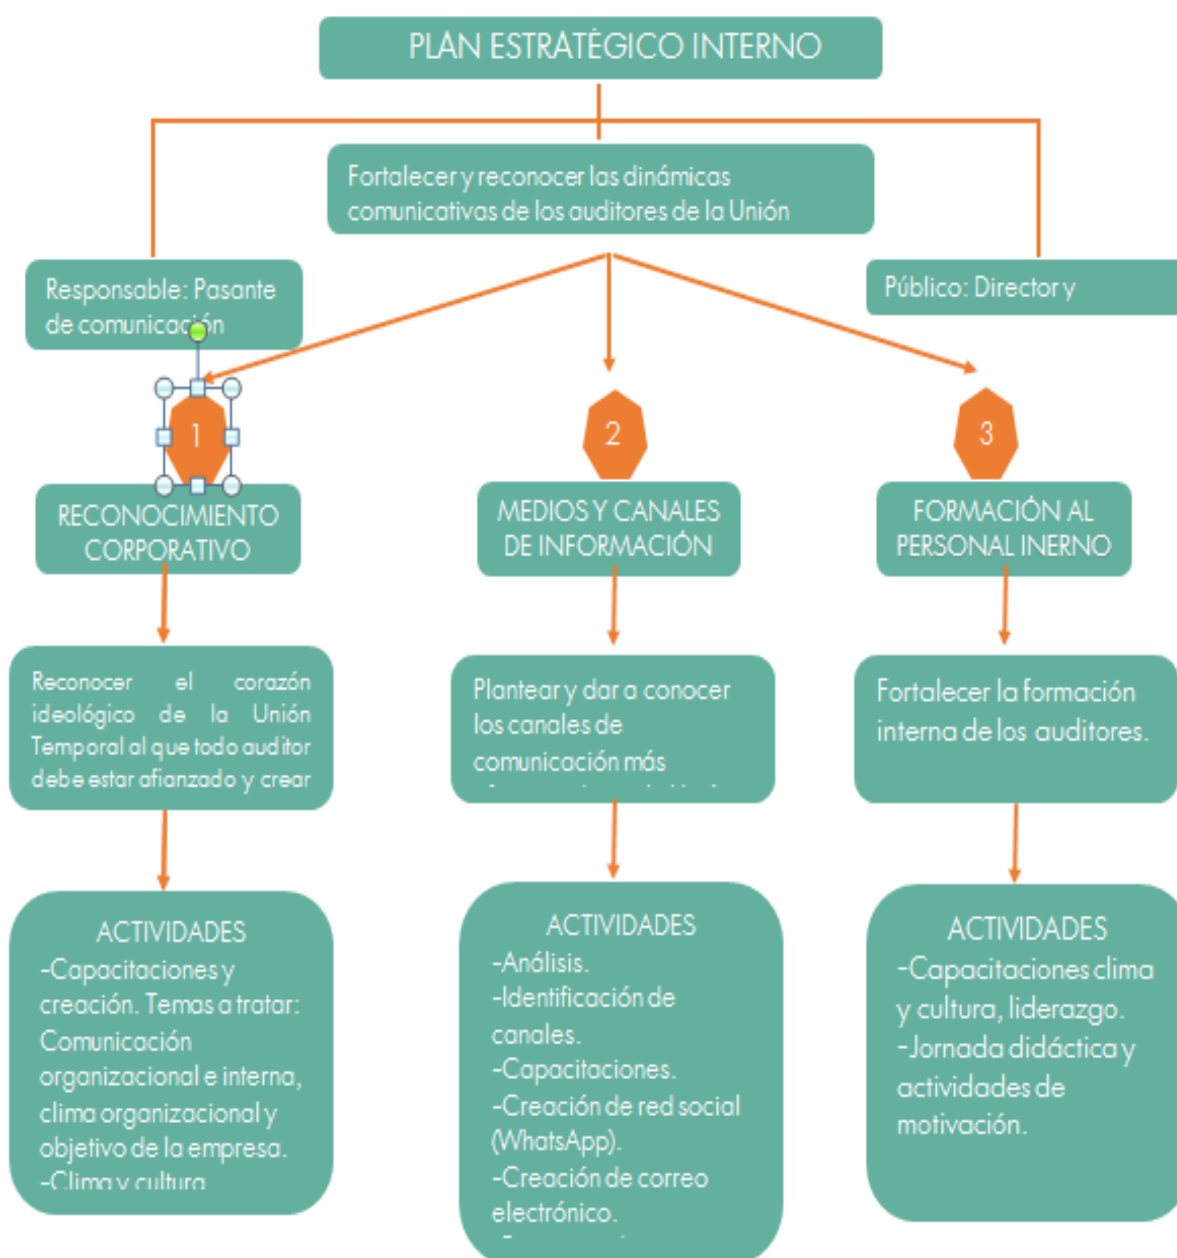 PLAN ESTRATÉGICO INTERNO
Fortalecer y reconocer las dinámicas
comunicativas de los auditores de la Unión
Responsable: Pasante
de comunicación
Público: Director y
1
2
3
RECONOCIMIENTO
CORPORATIVO
MEDIOS Y CANALES
DE INFORMACIÓN
FORMACIÓN AL
PERSONAL INERNO
Reconocer el corazón
ideológico de la Unión
Temporal al que todo auditor
debe estar afianzado y crear
Plantear y dar a conocer
los canales de
comunicación más
Fortalecer la formación
interna de los auditores.
ACTIVIDADES
-Capacitaciones y
creación. Temas a tratar:
Comunicación
organizacional e interna,
clima organizacional y
objetivo de la empresa.
-Clima y cultura
ACTIVIDADES
-Análisis.
-Identificación de
canales.
-Capacitaciones.
-Creación de red social
(WhatsApp).
-Creación de correo
electrónico.
ACTIVIDADES
-Capacitaciones clima
y cultura, liderazgo.
-Jornada didáctica y
actividades de
motivación.